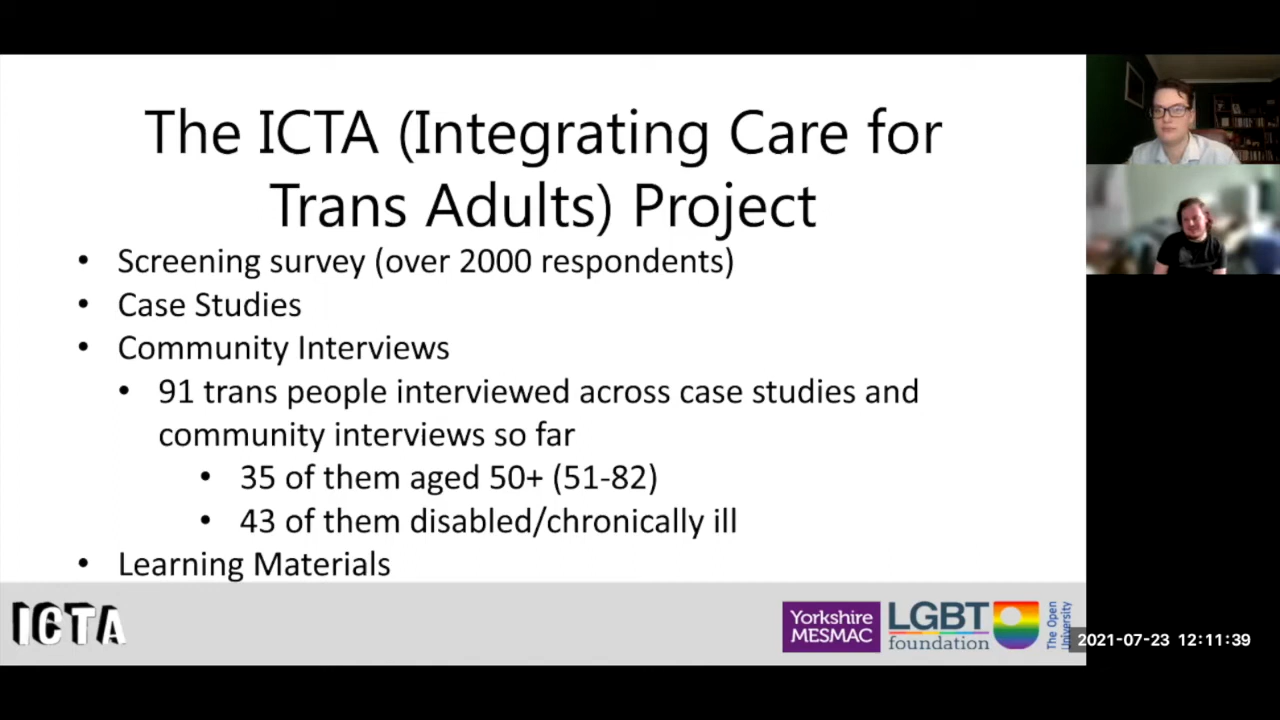 The ICTA (Integrating Care for
Trans Adults) Project
• Screening survey (over 2000 respondents)
• Case Studies
• Community Interviews
• 91 trans people interviewed across case studies and
community interviews so far
• 35 of them aged 50+ (51-82)
• 43 of them disabled/chronically ill
• Learning Materials
ICTA
Yorkshire
MESMAC
LGBT
foundation
The Open
University
2021-07-23 12:11:39